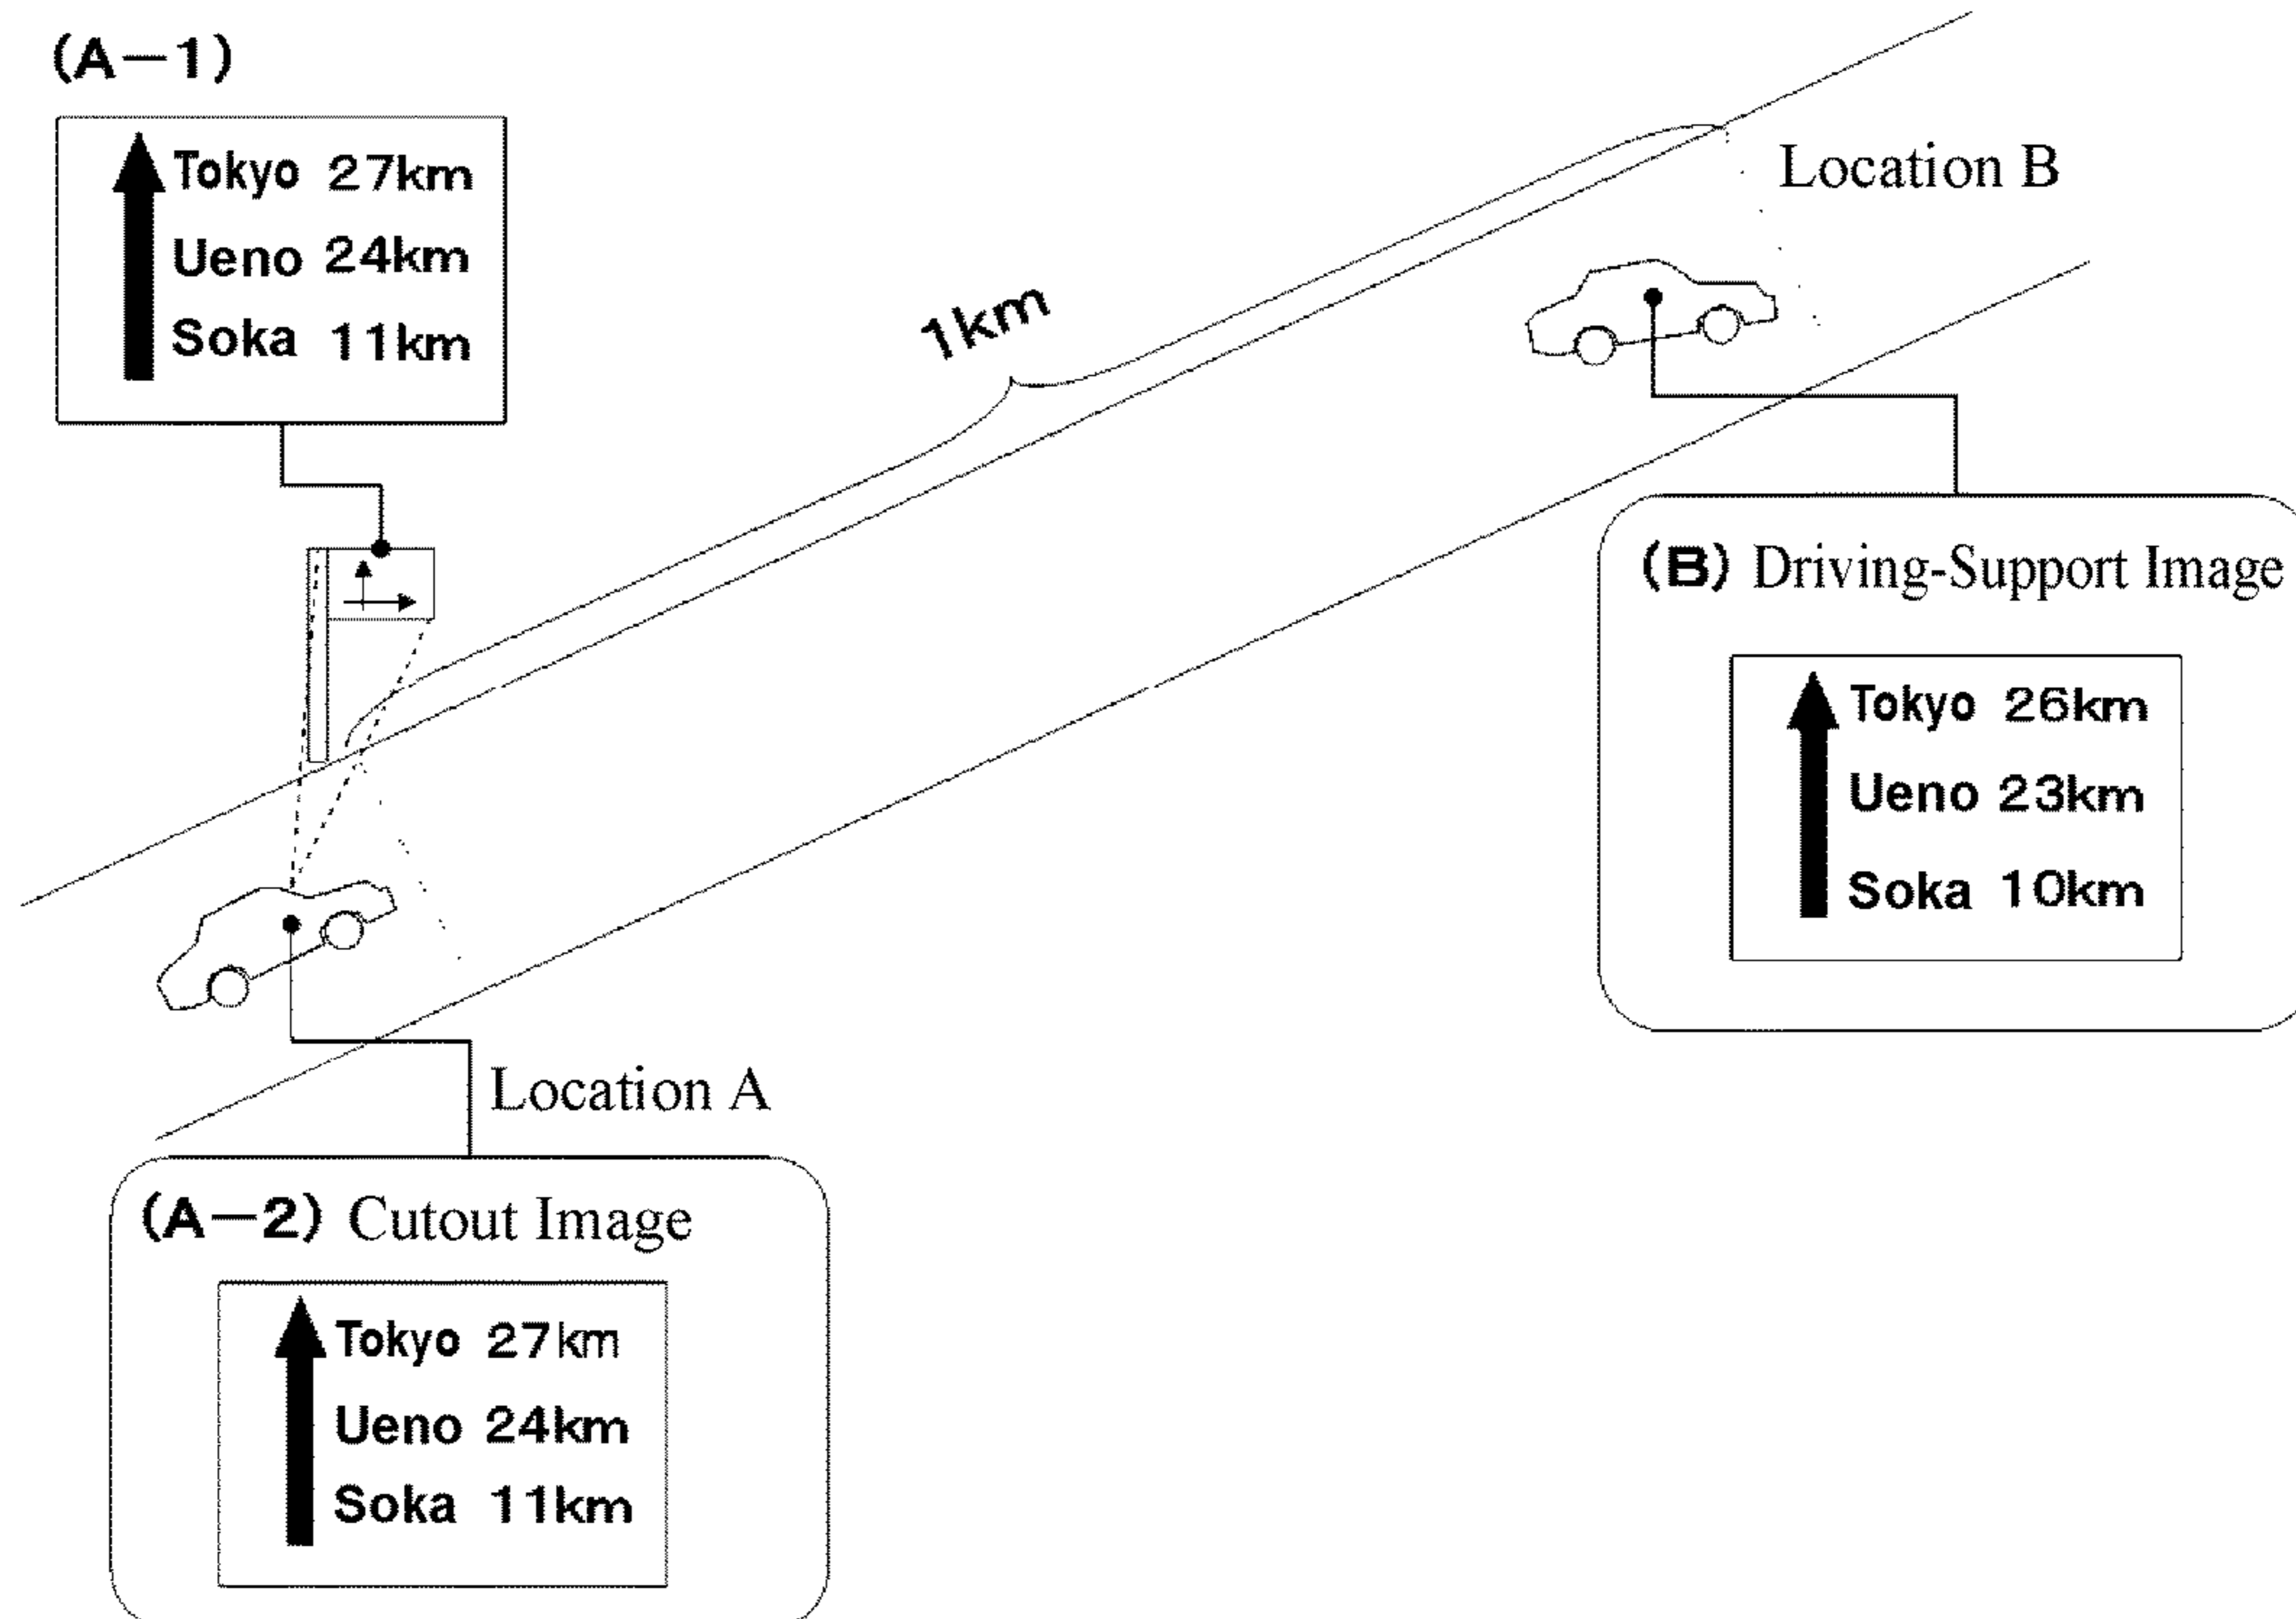 (A-1)
Tokyo 27km
Ueno 24km
Soka 11km
1km
Location B
(B) Driving-Support Image
Tokyo 26km
Ueno 23km
Soka 10km
Location A
(A-2) Cutout Image
Tokyo 27km
Ueno 24km
Soka 11km